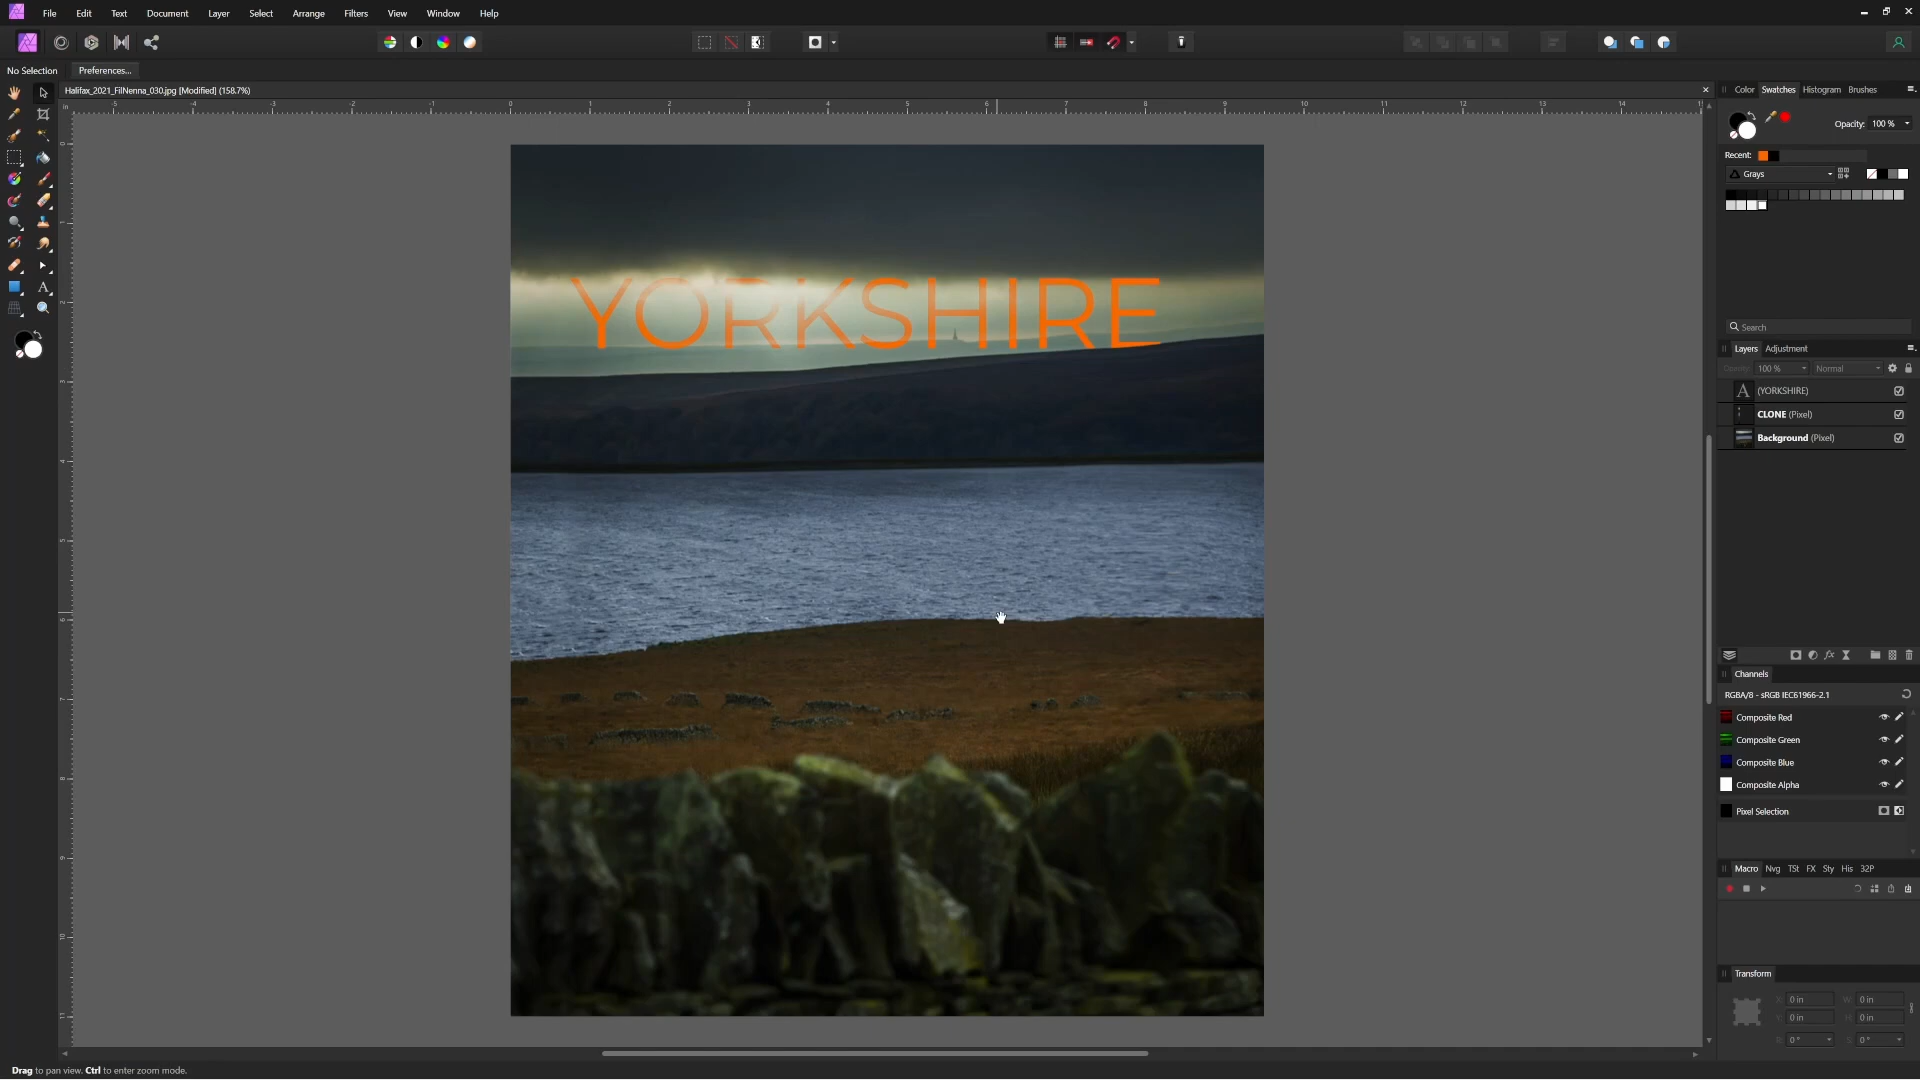 File Edit Text Document Layer Select Arrange Filters View Window Help
No Selection Preferences...
Halifax_2021_FilNenna_030.jpg [Modified] (158.7%)
Color Swatches Histogram Brushes
Opacity: 100 %
Recent:
Grays
YORKSHIRE
Search
Layers Adjustment
Opacity: 100 % Normal
A (YORKSHIRE)
CLONE (Pixel)
Background (Pixel)
Channels
RGBA/8 - sRGB IEC61966-2.1
Composite Red
Composite Green
Composite Blue
Composite Alpha
Pixel Selection
Macro Nvg TSt FX Sty His 32P
Transform
X: 0 in W: 0 in
Y: 0 in H: 0 in
R: 0 ° S: 0 °
Drag to pan view. Ctrl to enter zoom mode.